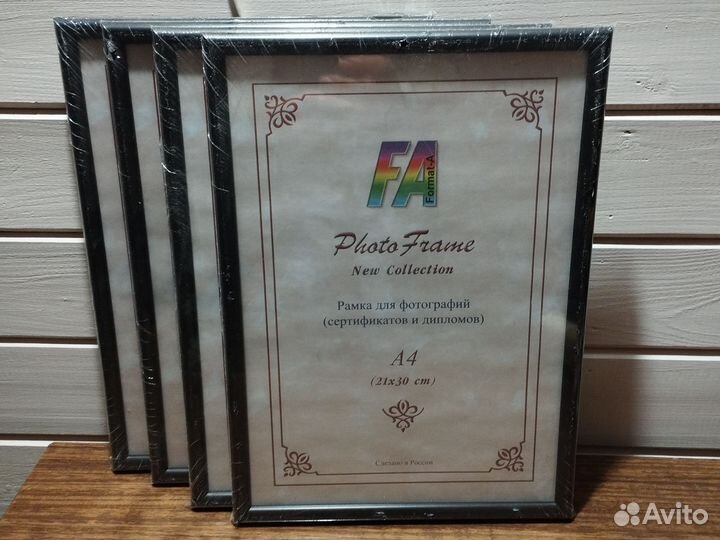 FA
Format-A
Photo Frame
New Collection
Рамка для фотографий
(сертификатов и дипломов)
A4
(21x30 cm)
Сделано в России
Avito